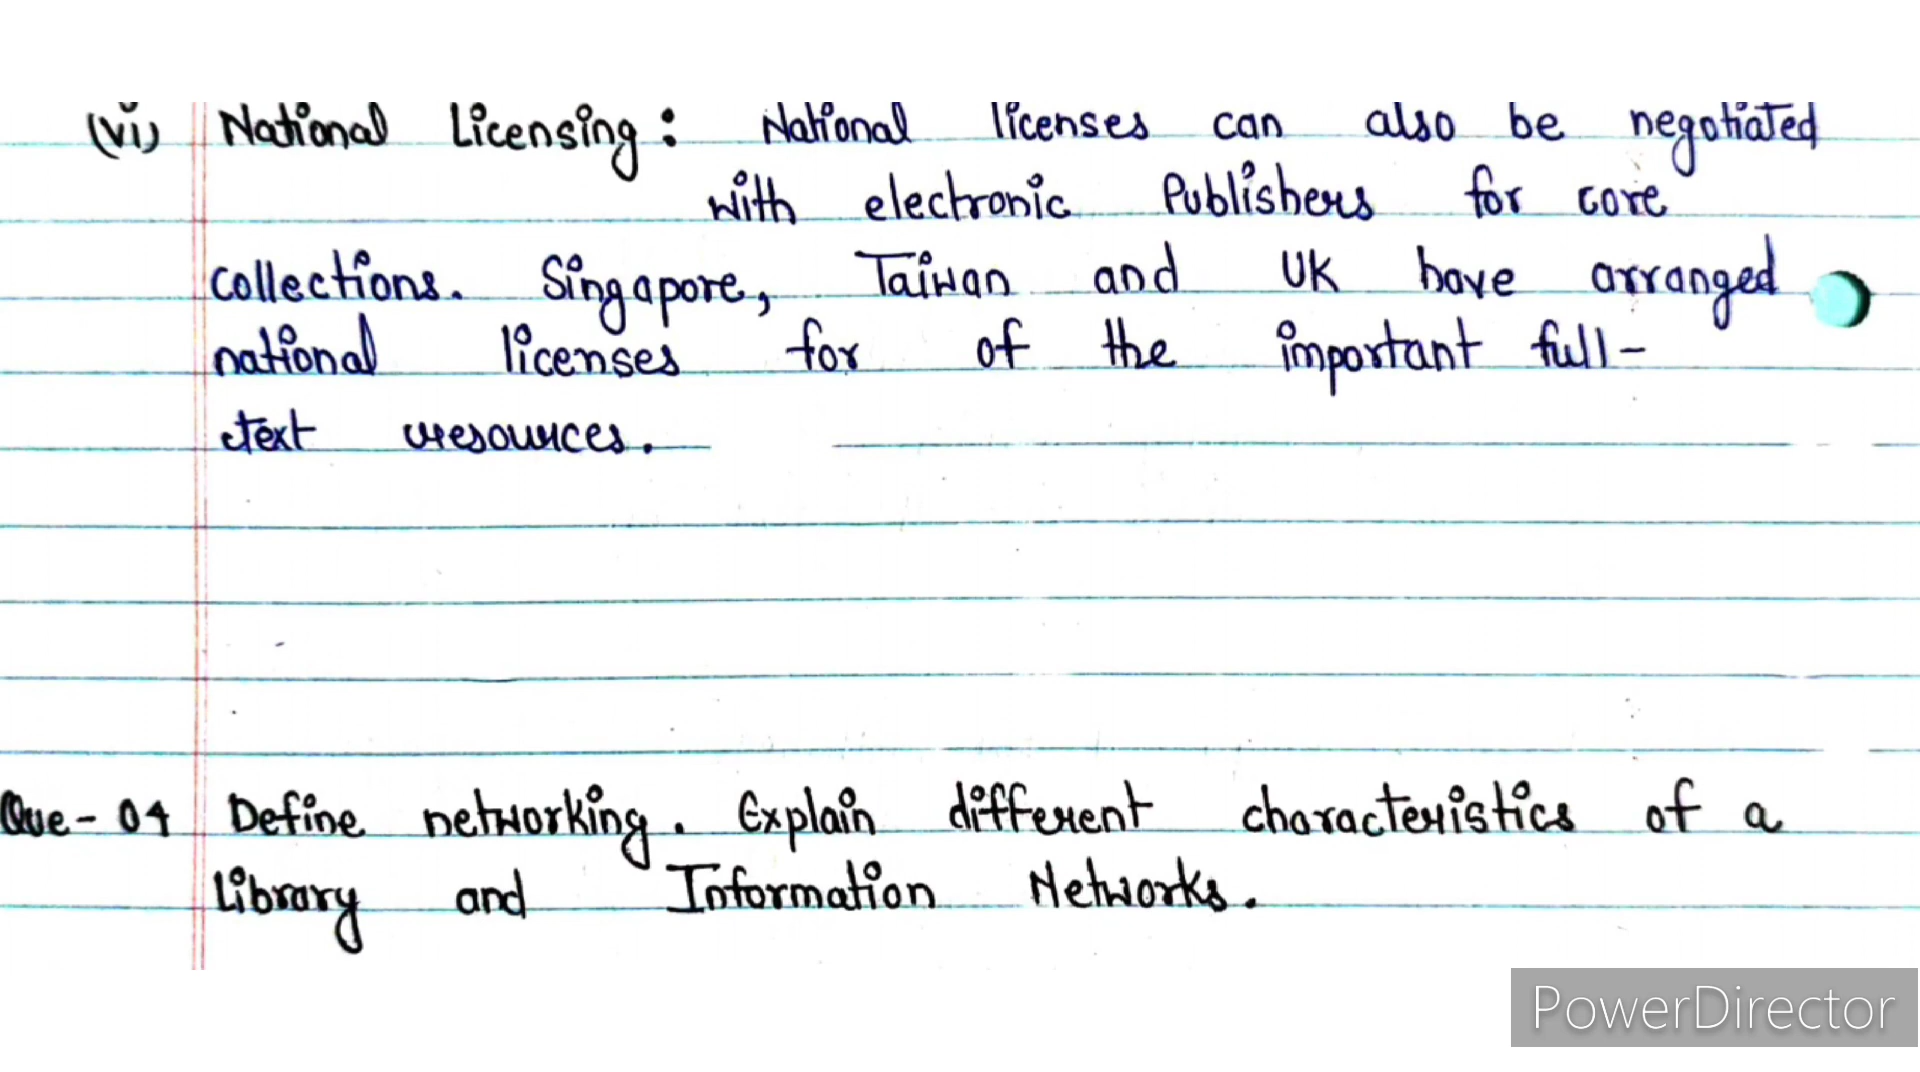 (vi) National Licensing: National licenses can also be negotiated
with electronic Publishers for core
collections. Singapore, Taiwan and UK have arranged
national licenses for of the important full-
text resources.
Que-04 Define networking. Explain different characteristics of a
Library and Information Networks.
PowerDirector